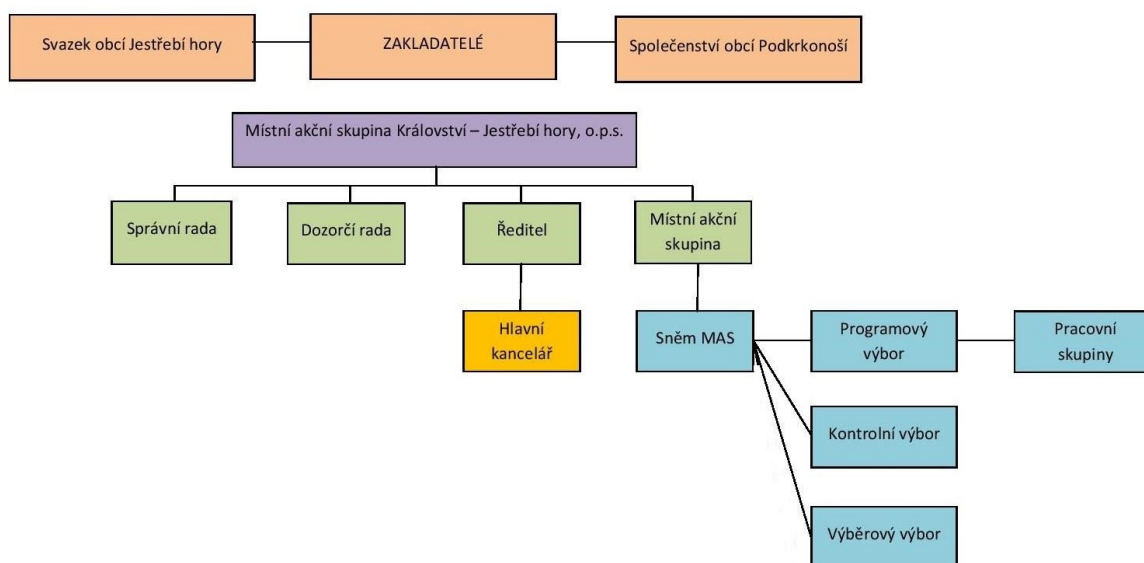 Svazek obcí Jestřebí hory
ZAKLADATELÉ
Společenství obcí Podkrkonoší
Místní akční skupina Království – Jestřebí hory, o.p.s.
Správní rada
Dozorčí rada
Ředitel
Místní akční
skupina
Hlavní
kancelář
Sněm MAS
Programový
výbor
Pracovní
skupiny
Kontrolní výbor
Výběrový výbor